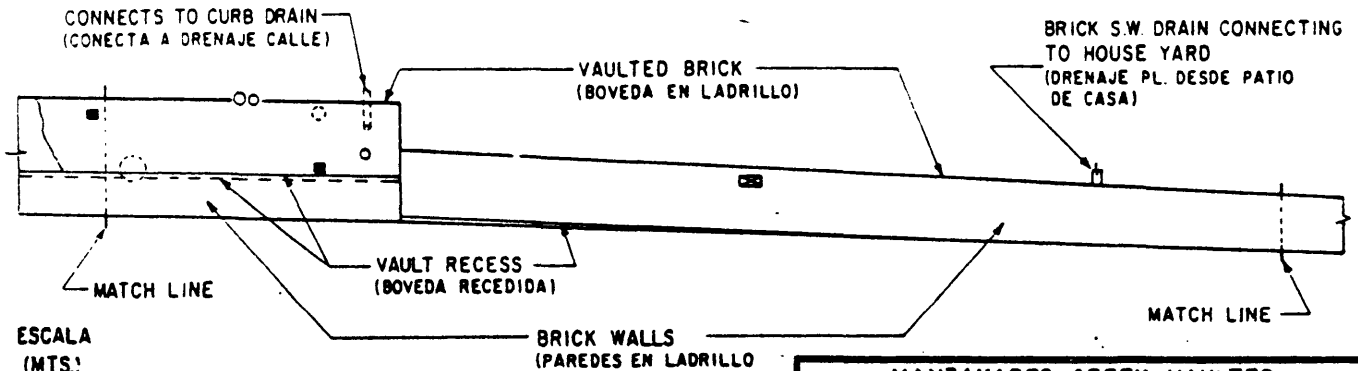 CONNECTS TO CURB DRAIN
(CONECTA A DRENAJE CALLE)
BRICK S.W. DRAIN CONNECTING
TO HOUSE YARD
(DRENAJE PL. DESDE PATIO
DE CASA)
VAULTED BRICK
(BOVEDA EN LADRILLO)
VAULT RECESS
(BOVEDA RECEDIDA)
MATCH LINE
MATCH LINE
ESCALA
(MTS.)
BRICK WALLS
(PAREDES EN LADRILLO